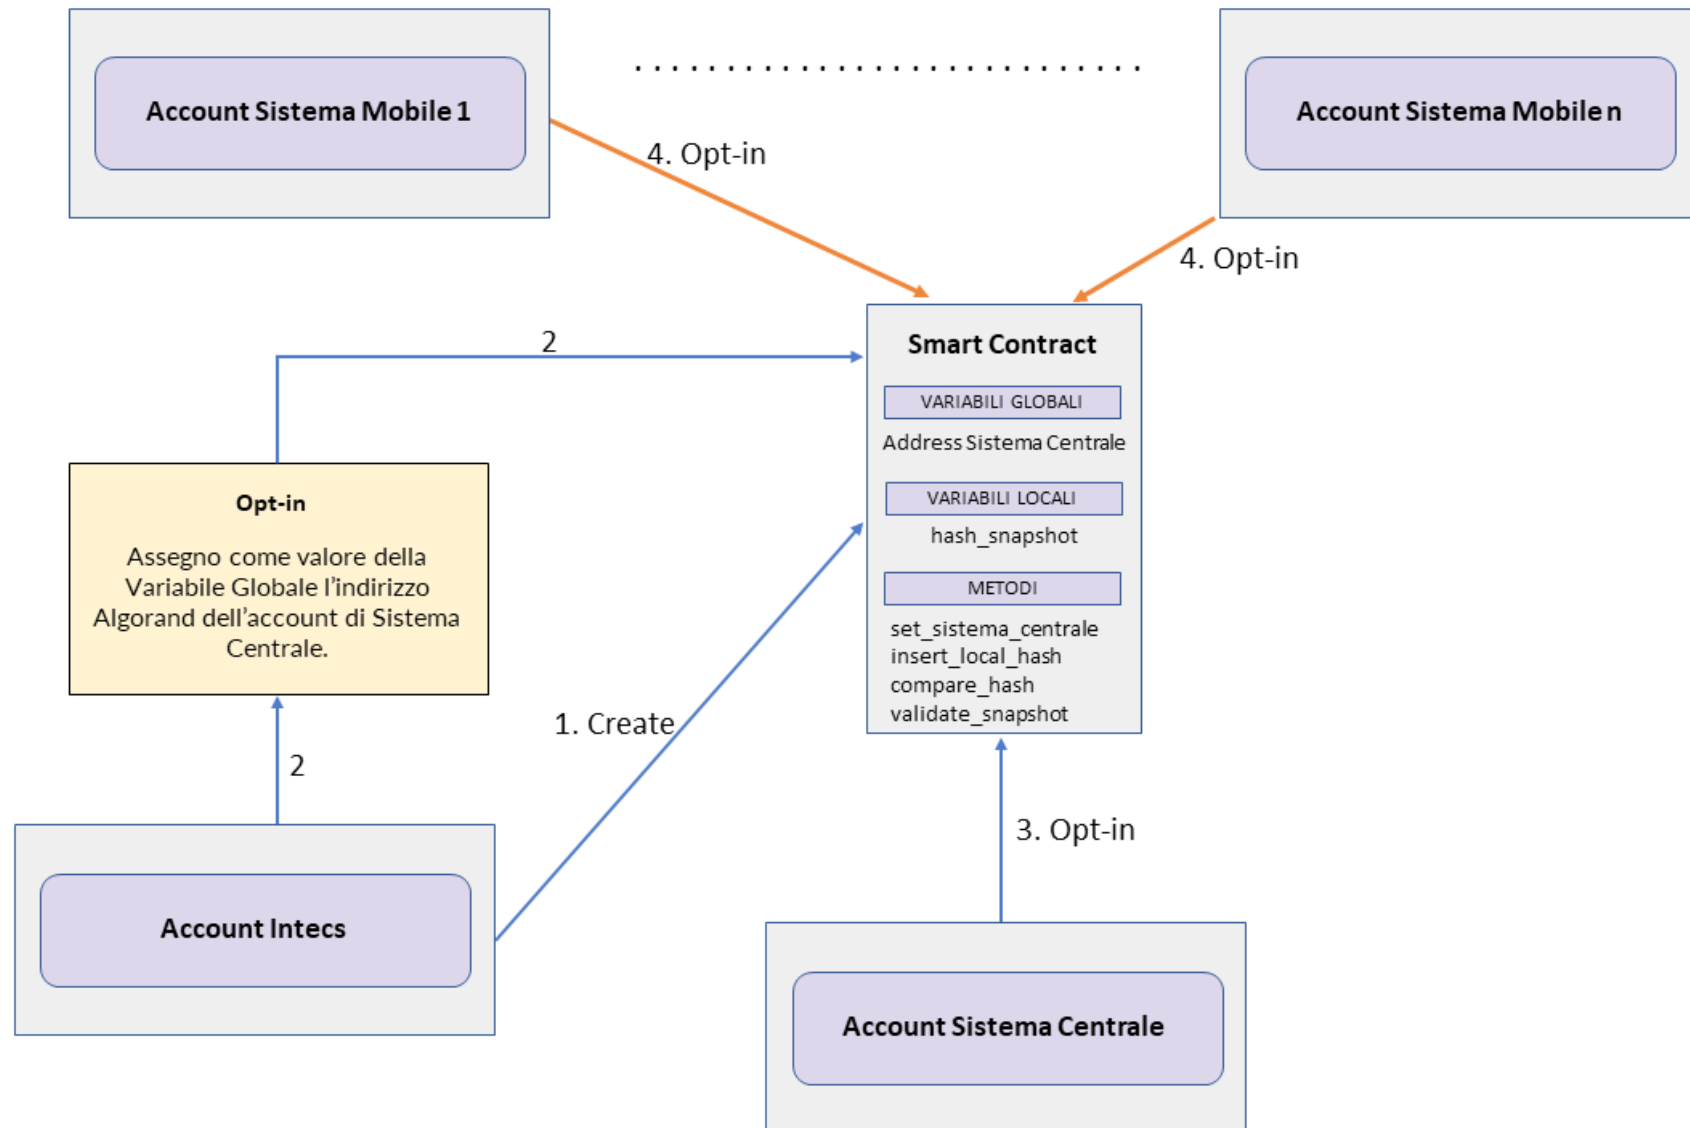 Account Sistema Mobile 1
. . . . . . . . . . . . . . . . . . . . . . . . . . . .
Account Sistema Mobile n
4. Opt-in
4. Opt-in
2
Smart Contract
VARIABILI GLOBALI
Address Sistema Centrale
VARIABILI LOCALI
hash_snapshot
METODI
set_sistema_centrale
insert_local_hash
compare_hash
validate_snapshot
Opt-in
Assegno come valore della
Variabile Globale l’indirizzo
Algorand dell’account di Sistema
Centrale.
1. Create
2
3. Opt-in
Account Intecs
Account Sistema Centrale